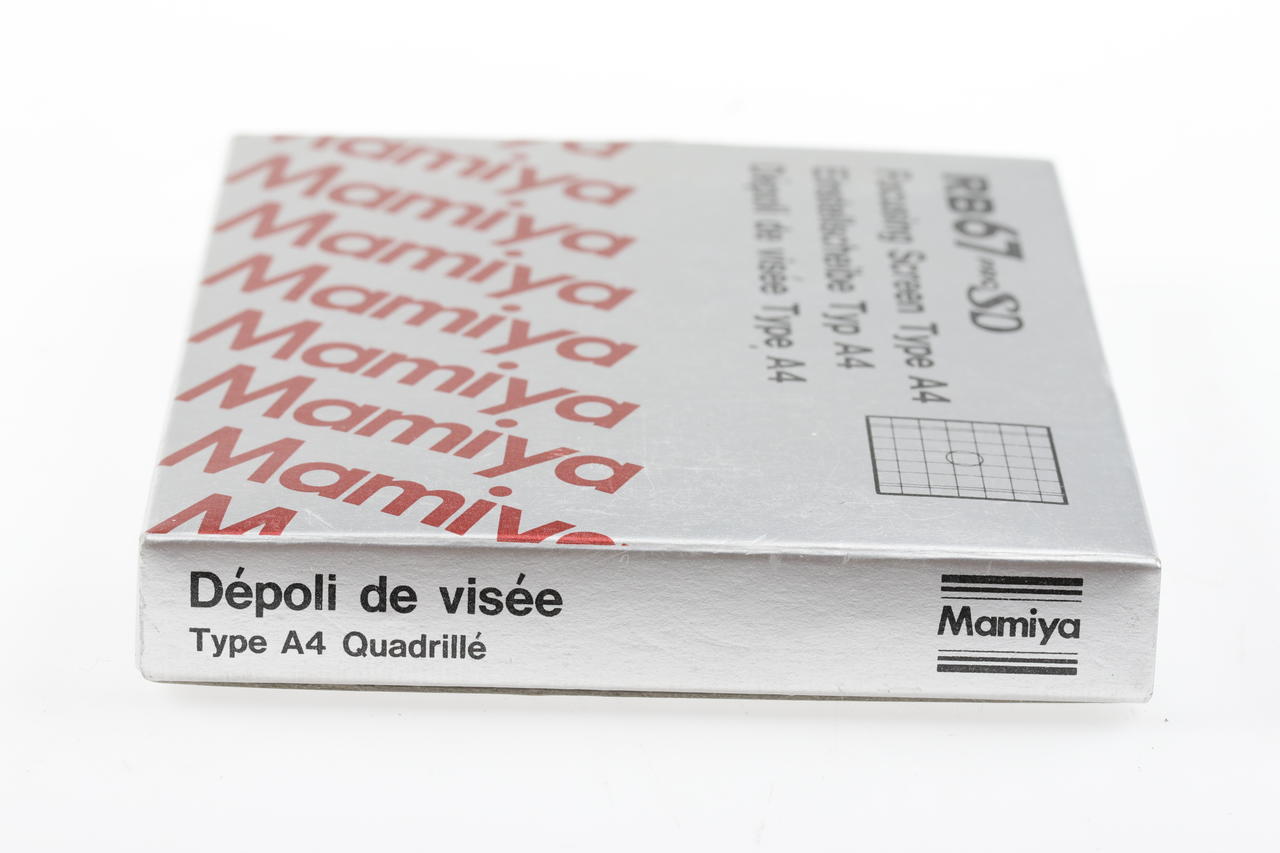 Mamiya
Mamiya
Mamiya
Mamiya
Mamiya
Mamiya
Mamiya
RB67 PRO SD
Focusing Screen Type A4
Einstellscheibe Typ A4
Dépoli de visée Type A4
Dépoli de visée
Type A4 Quadrillé
Mamiya